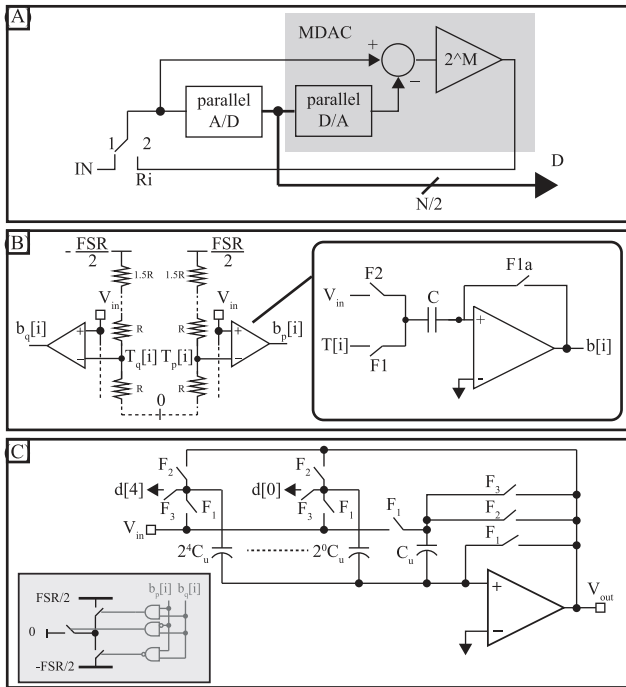 A
MDAC
parallel
A/D
parallel
D/A
+
−
2^M
1
2
IN
Ri
D
N/2
B
- FSR
2
FSR
2
1.5R
1.5R
V_in
V_in
R
R
b_q[i]
b_p[i]
+
−
+
−
T_q[i]
T_p[i]
R
R
0
F2
F1a
V_in
C
T[i]
F1
+
-
b[i]
C
F_2
F_2
F_3
d[4]
d[0]
F_3
F_1
F_3
F_1
F_1
F_2
V_in
F_1
2^4C_u
2^0C_u
C_u
+
−
V_out
b_p[i] b_q[i]
FSR/2
0
-FSR/2